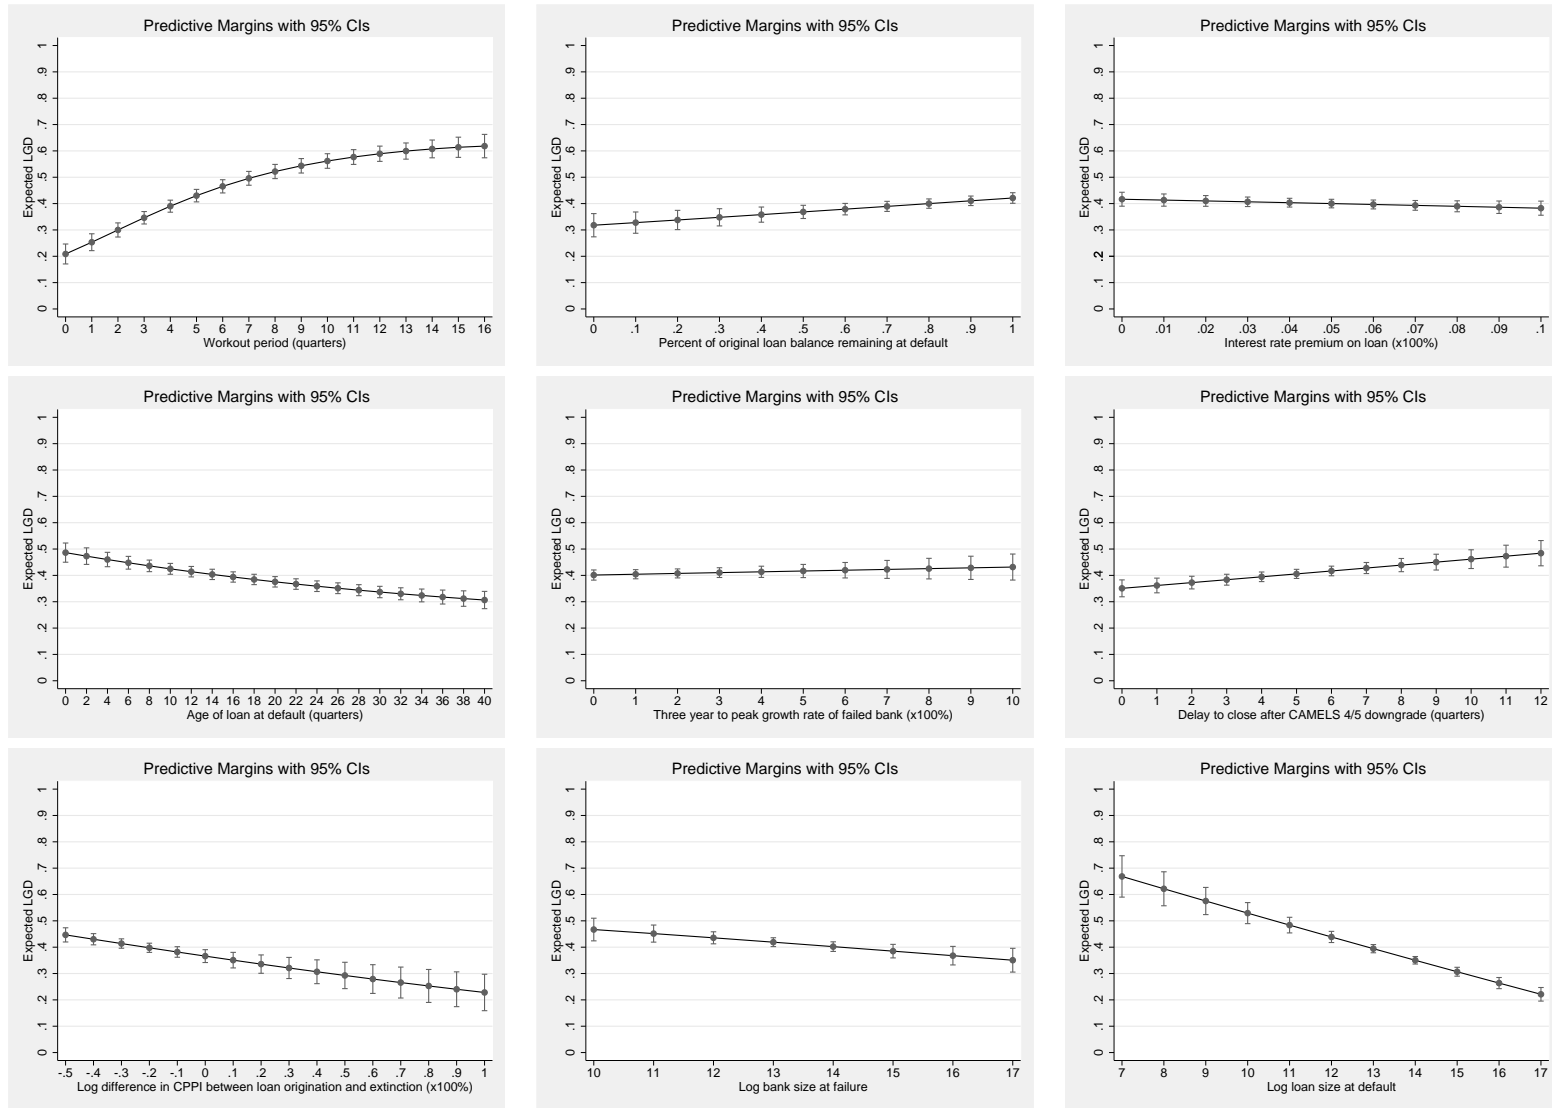 Predictive Margins with 95% CIs
Expected LGD
0 .1 .2 .3 .4 .5 .6 .7 .8 .9 1
0 1 2 3 4 5 6 7 8 9 10 11 12 13 14 15 16
Workout period (quarters)
Predictive Margins with 95% CIs
Expected LGD
0 .1 .2 .3 .4 .5 .6 .7 .8 .9 1
0 .1 .2 .3 .4 .5 .6 .7 .8 .9 1
Percent of original loan balance remaining at default
Predictive Margins with 95% CIs
Expected LGD
0 .1 .2 .3 .4 .5 .6 .7 .8 .9 1
0 .01 .02 .03 .04 .05 .06 .07 .08 .09 .1
Interest rate premium on loan (x100%)
Predictive Margins with 95% CIs
Expected LGD
0 .1 .2 .3 .4 .5 .6 .7 .8 .9 1
0 2 4 6 8 10 12 14 16 18 20 22 24 26 28 30 32 34 36 38 40
Age of loan at default (quarters)
Predictive Margins with 95% CIs
Expected LGD
0 .1 .2 .3 .4 .5 .6 .7 .8 .9 1
0 1 2 3 4 5 6 7 8 9 10
Three year to peak growth rate of failed bank (x100%)
Predictive Margins with 95% CIs
Expected LGD
0 .1 .2 .3 .4 .5 .6 .7 .8 .9 1
0 1 2 3 4 5 6 7 8 9 10 11 12
Delay to close after CAMELS 4/5 downgrade (quarters)
Predictive Margins with 95% CIs
Expected LGD
0 .1 .2 .3 .4 .5 .6 .7 .8 .9 1
-.5 -.4 -.3 -.2 -.1 0 .1 .2 .3 .4 .5 .6 .7 .8 .9 1
Log difference in CPPI between loan origination and extinction (x100%)
Predictive Margins with 95% CIs
Expected LGD
0 .1 .2 .3 .4 .5 .6 .7 .8 .9 1
10 11 12 13 14 15 16 17
Log bank size at failure
Predictive Margins with 95% CIs
Expected LGD
0 .1 .2 .3 .4 .5 .6 .7 .8 .9 1
7 8 9 10 11 12 13 14 15 16 17
Log loan size at default